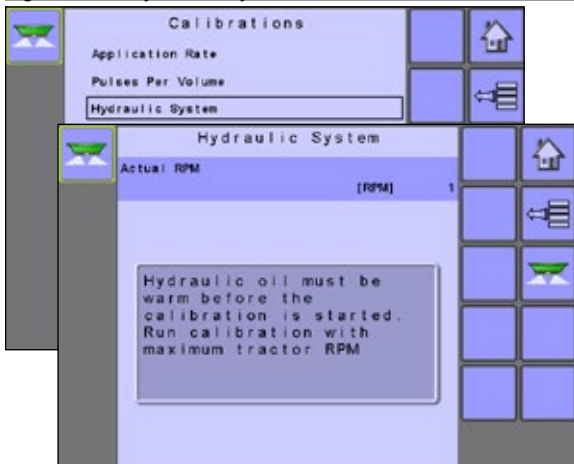 Calibrations
Application Rate
Pulses Per Volume
Hydraulic System
Hydraulic System
Actual RPM
[RPM] 1
Hydraulic oil must be
warm before the
calibration is started.
Run calibration with
maximum tractor RPM